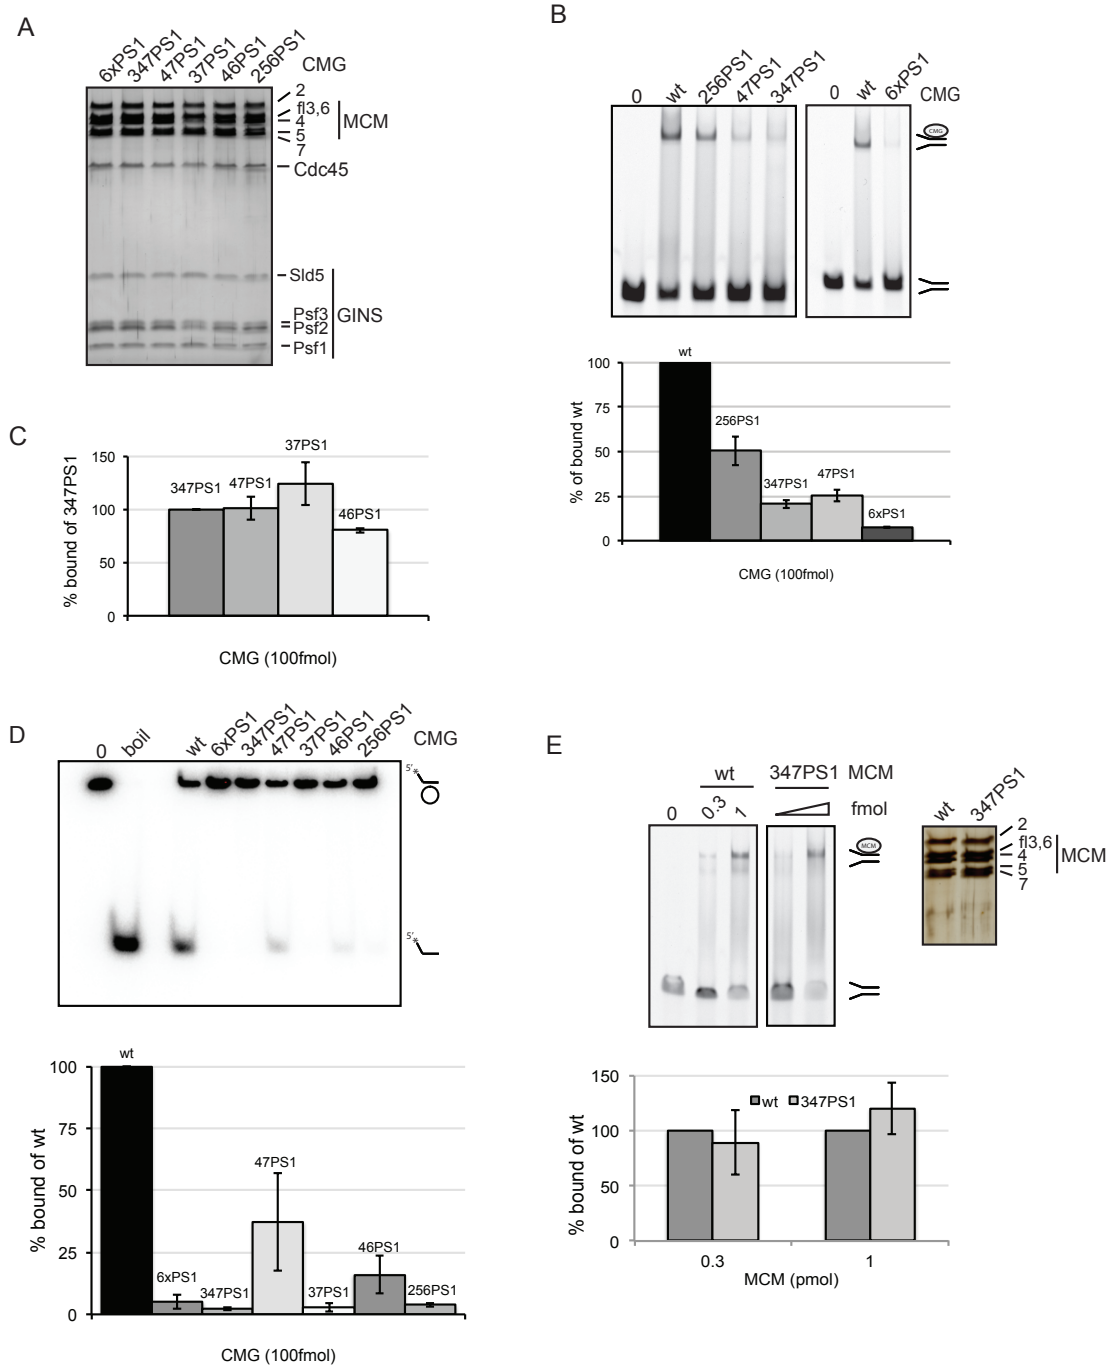 A
6xPS1 347PS1 47PS1 37PS1 46PS1 256PS1 CMG
2
fl3,6
4
5
7
MCM
Cdc45
Sld5
Psf3
Psf2
Psf1
GINS
B
0 wt 256PS1 47PS1 347PS1
0 wt 6xPS1 CMG
CMG
% of bound wt
100
75
50
25
0
wt
256PS1
347PS1
47PS1
6xPS1
CMG (100fmol)
C
% bound of 347PS1
150
100
50
0
347PS1
47PS1
37PS1
46PS1
CMG (100fmol)
D
0 boil wt 6xPS1 347PS1 47PS1 37PS1 46PS1 256PS1 CMG
5'*
5'*
% bound of wt
100
75
50
25
0
wt
6xPS1
347PS1
47PS1
37PS1
46PS1
256PS1
CMG (100fmol)
E
wt 347PS1 MCM
0 0.3 1 fmol
MCM
wt 347PS1
2
fl3,6
4
5
7
MCM
% bound of wt
150
100
50
0
wt 347PS1
0.3 1
MCM (pmol)